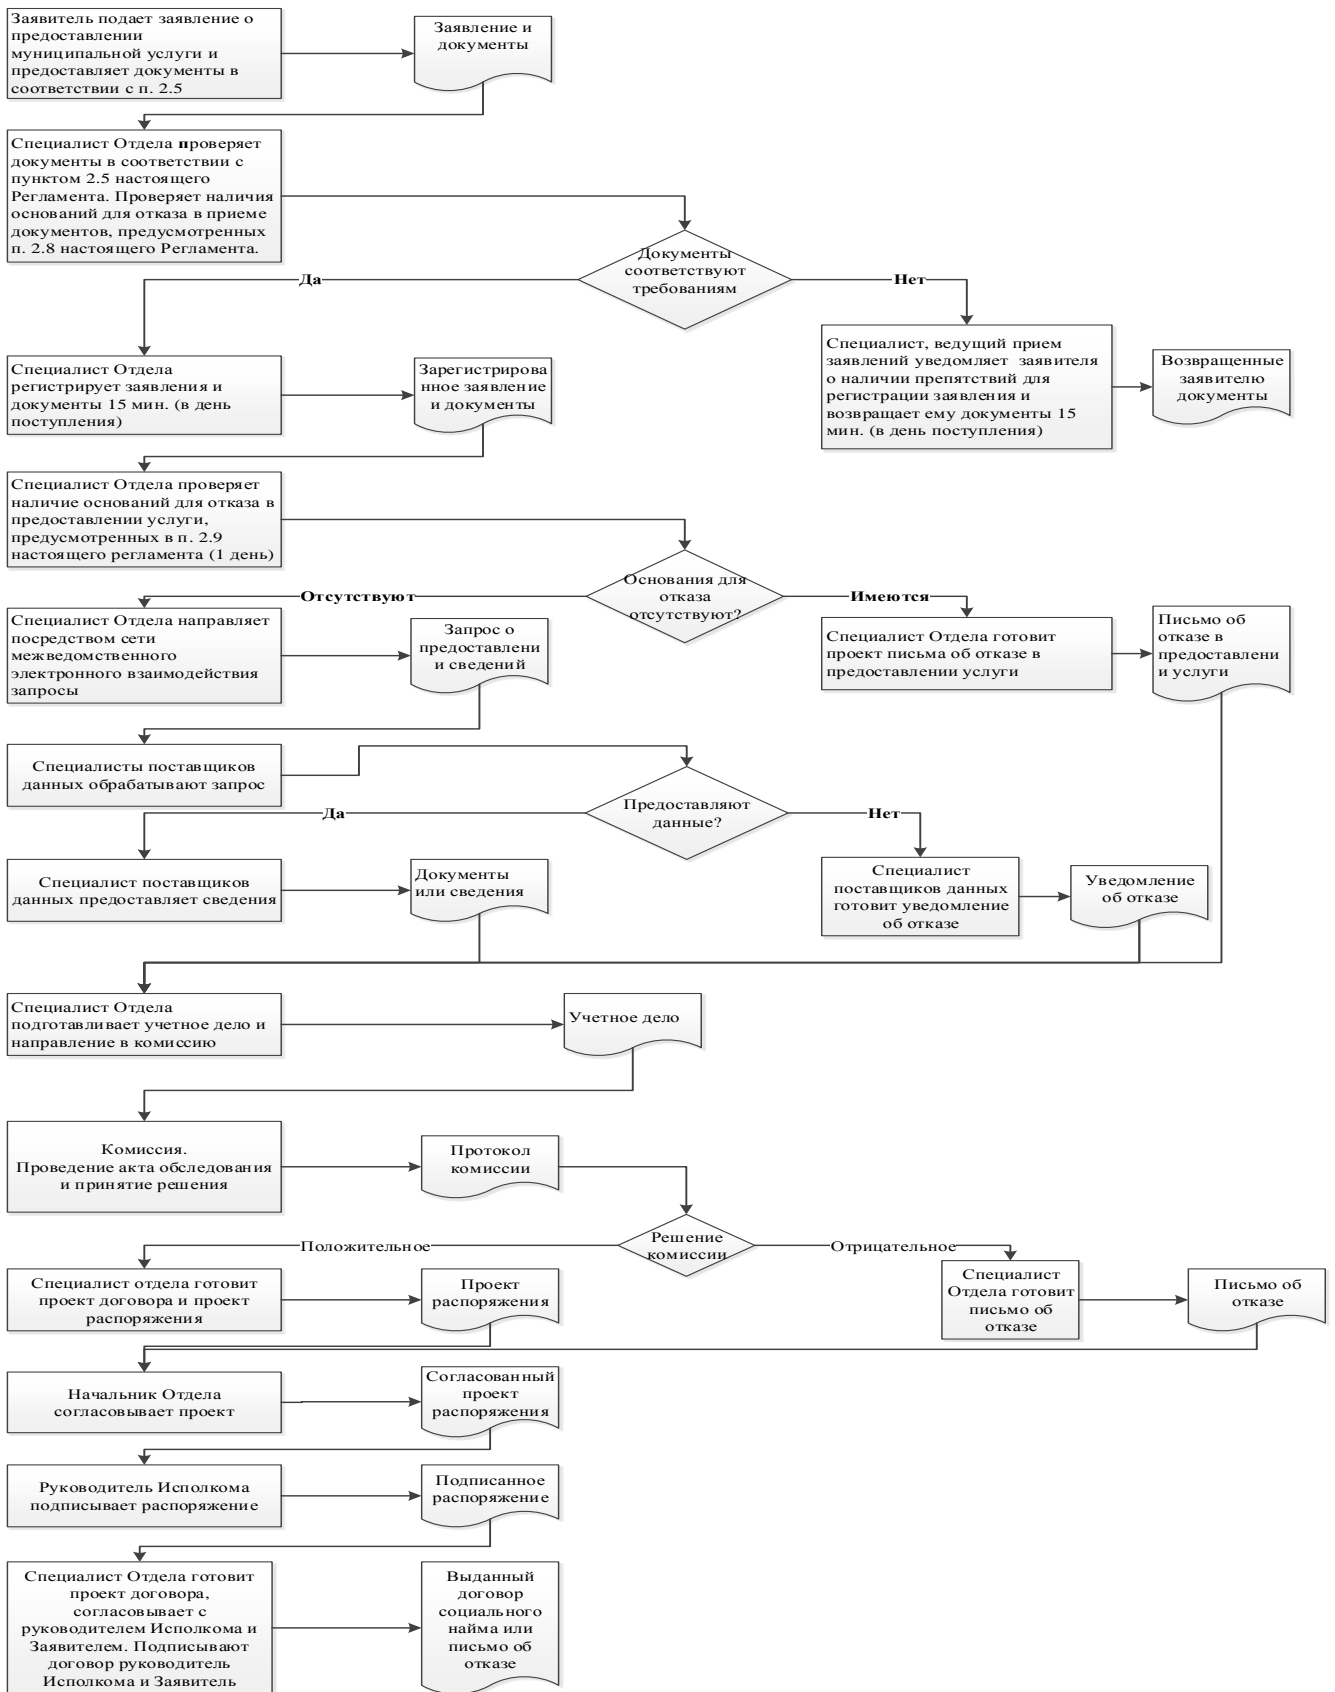 Заявитель подает заявление о
предоставлении
муниципальной услуги и
предоставляет документы в
соответствии с п. 2.5
Заявление и
документы
Специалист Отдела проверяет
документы в соответствии с
пунктом 2.5 настоящего
Регламента. Проверяет наличия
оснований для отказа в приеме
документов, предусмотренных
п. 2.8 настоящего Регламента.
Документы
соответствуют
требованиям
Да
Нет
Специалист Отдела
регистрирует заявления и
документы 15 мин. (в день
поступления)
Зарегистрирова
нное заявление
и документы
Специалист, ведущий прием
заявлений уведомляет заявителя
о наличии препятствий для
регистрации заявления и
возвращает ему документы 15
мин. (в день поступления)
Возвращенные
заявителю
документы
Специалист Отдела проверяет
наличие оснований для отказа в
предоставлении услуги,
предусмотренных в п. 2.9
настоящего регламента (1 день)
Основания для
отказа
отсутствуют?
Отсутствуют
Имеются
Специалист Отдела направляет
посредством сети
межведомственного
электронного взаимодействия
запросы
Запрос о
предоставлени
и сведений
Специалист Отдела готовит
проект письма об отказе в
предоставлении услуги
Письмо об
отказе в
предоставлени
и услуги
Специалисты поставщиков
данных обрабатывают запрос
Предоставляют
данные?
Да
Нет
Специалист поставщиков
данных предоставляет сведения
Документы
или сведения
Специалист
поставщиков данных
готовит уведомление
об отказе
Уведомление
об отказе
Специалист Отдела
подготавливает учетное дело и
направление в комиссию
Учетное дело
Комиссия.
Проведение акта обследования
и принятие решения
Протокол
комиссии
Решение
комиссии
Положительное
Отрицательное
Специалист отдела готовит
проект договора и проект
распоряжения
Проект
распоряжения
Специалист
Отдела готовит
письмо об
отказе
Письмо об
отказе
Начальник Отдела
согласовывает проект
Согласованный
проект
распоряжения
Руководитель Исполкома
подписывает распоряжение
Подписанное
распоряжение
Специалист Отдела готовит
проект договора,
согласовывает с
руководителем Исполкома и
Заявителем. Подписывают
договор руководитель
Исполкома и Заявитель
Выданный
договор
социального
найма или
письмо об
отказе